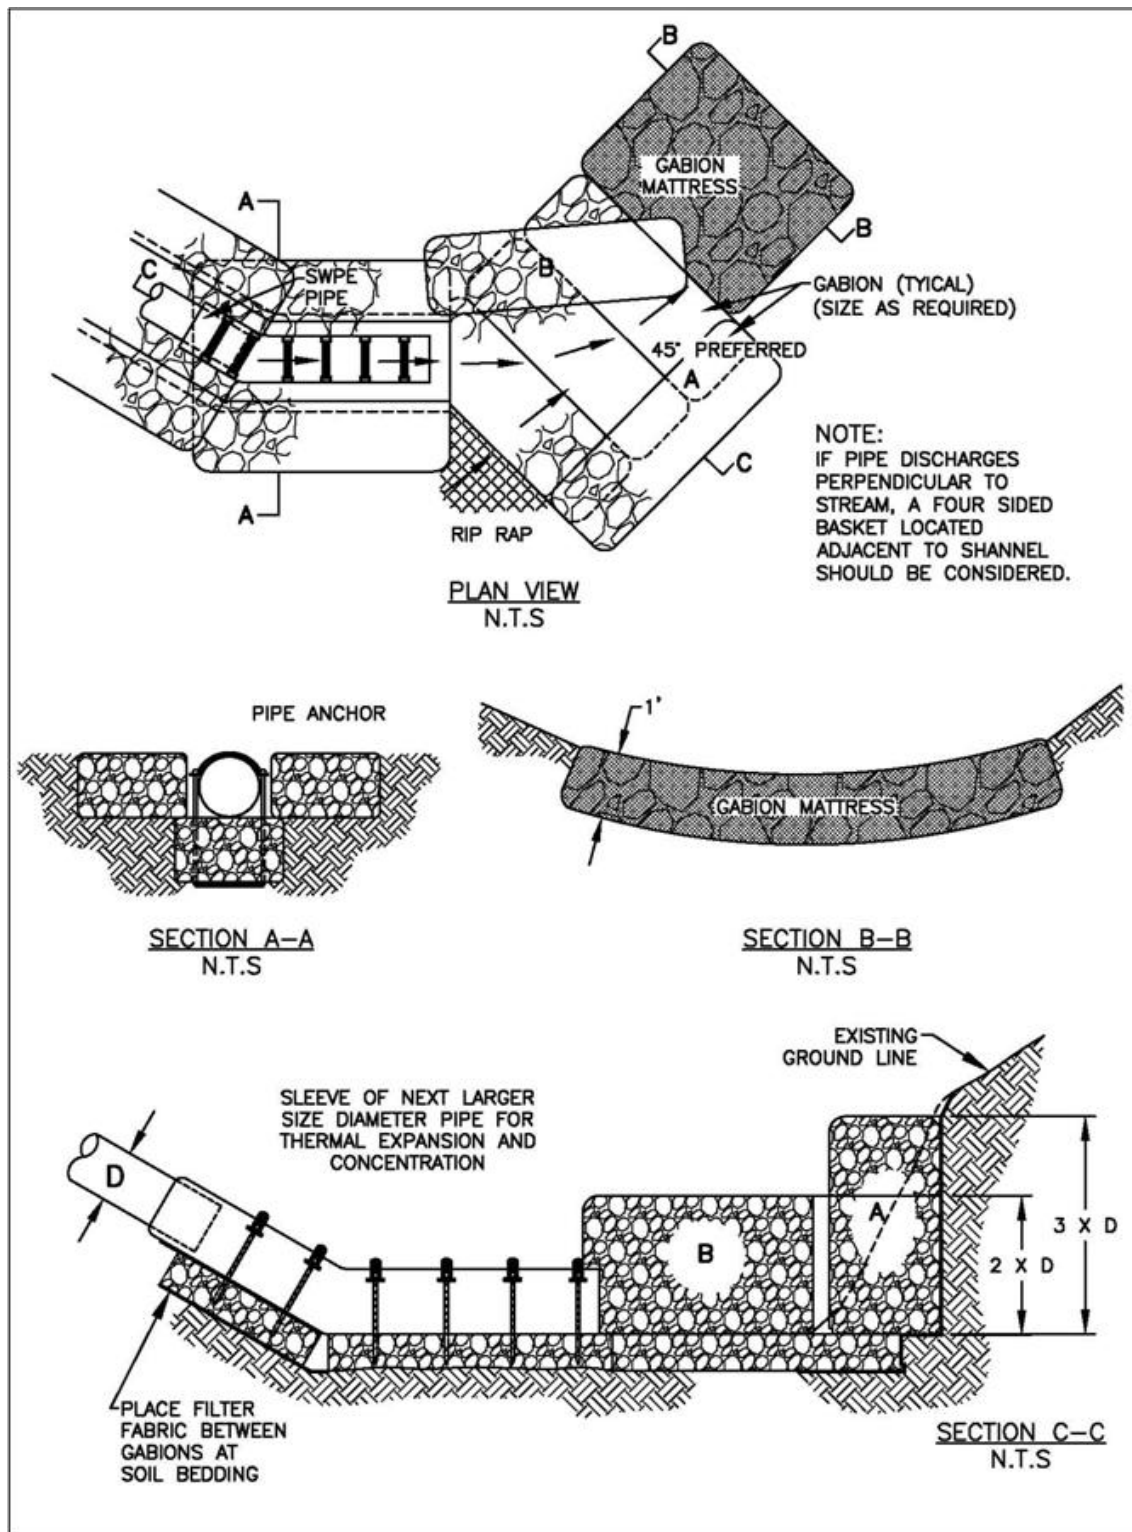 B
B
GABION
MATTRESS
A
B
C
SWPE
PIPE
B
GABION (TYICAL)
(SIZE AS REQUIRED)
45° PREFERRED
A
C
NOTE:
IF PIPE DISCHARGES
PERPENDICULAR TO
STREAM, A FOUR SIDED
BASKET LOCATED
ADJACENT TO SHANNEL
SHOULD BE CONSIDERED.
A
RIP RAP
PLAN VIEW
N.T.S
PIPE ANCHOR
1'
GABION MATTRESS
SECTION A-A
N.T.S
SECTION B-B
N.T.S
EXISTING
GROUND LINE
SLEEVE OF NEXT LARGER
SIZE DIAMETER PIPE FOR
THERMAL EXPANSION AND
CONCENTRATION
D
B
A
3 X D
2 X D
PLACE FILTER
FABRIC BETWEEN
GABIONS AT
SOIL BEDDING
SECTION C-C
N.T.S